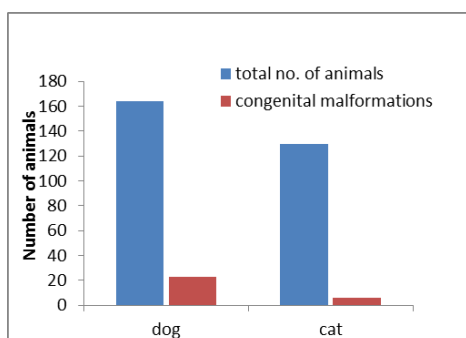 total no. of animals
congenital malformations
Number of animals
180
160
140
120
100
80
60
40
20
0
dog cat